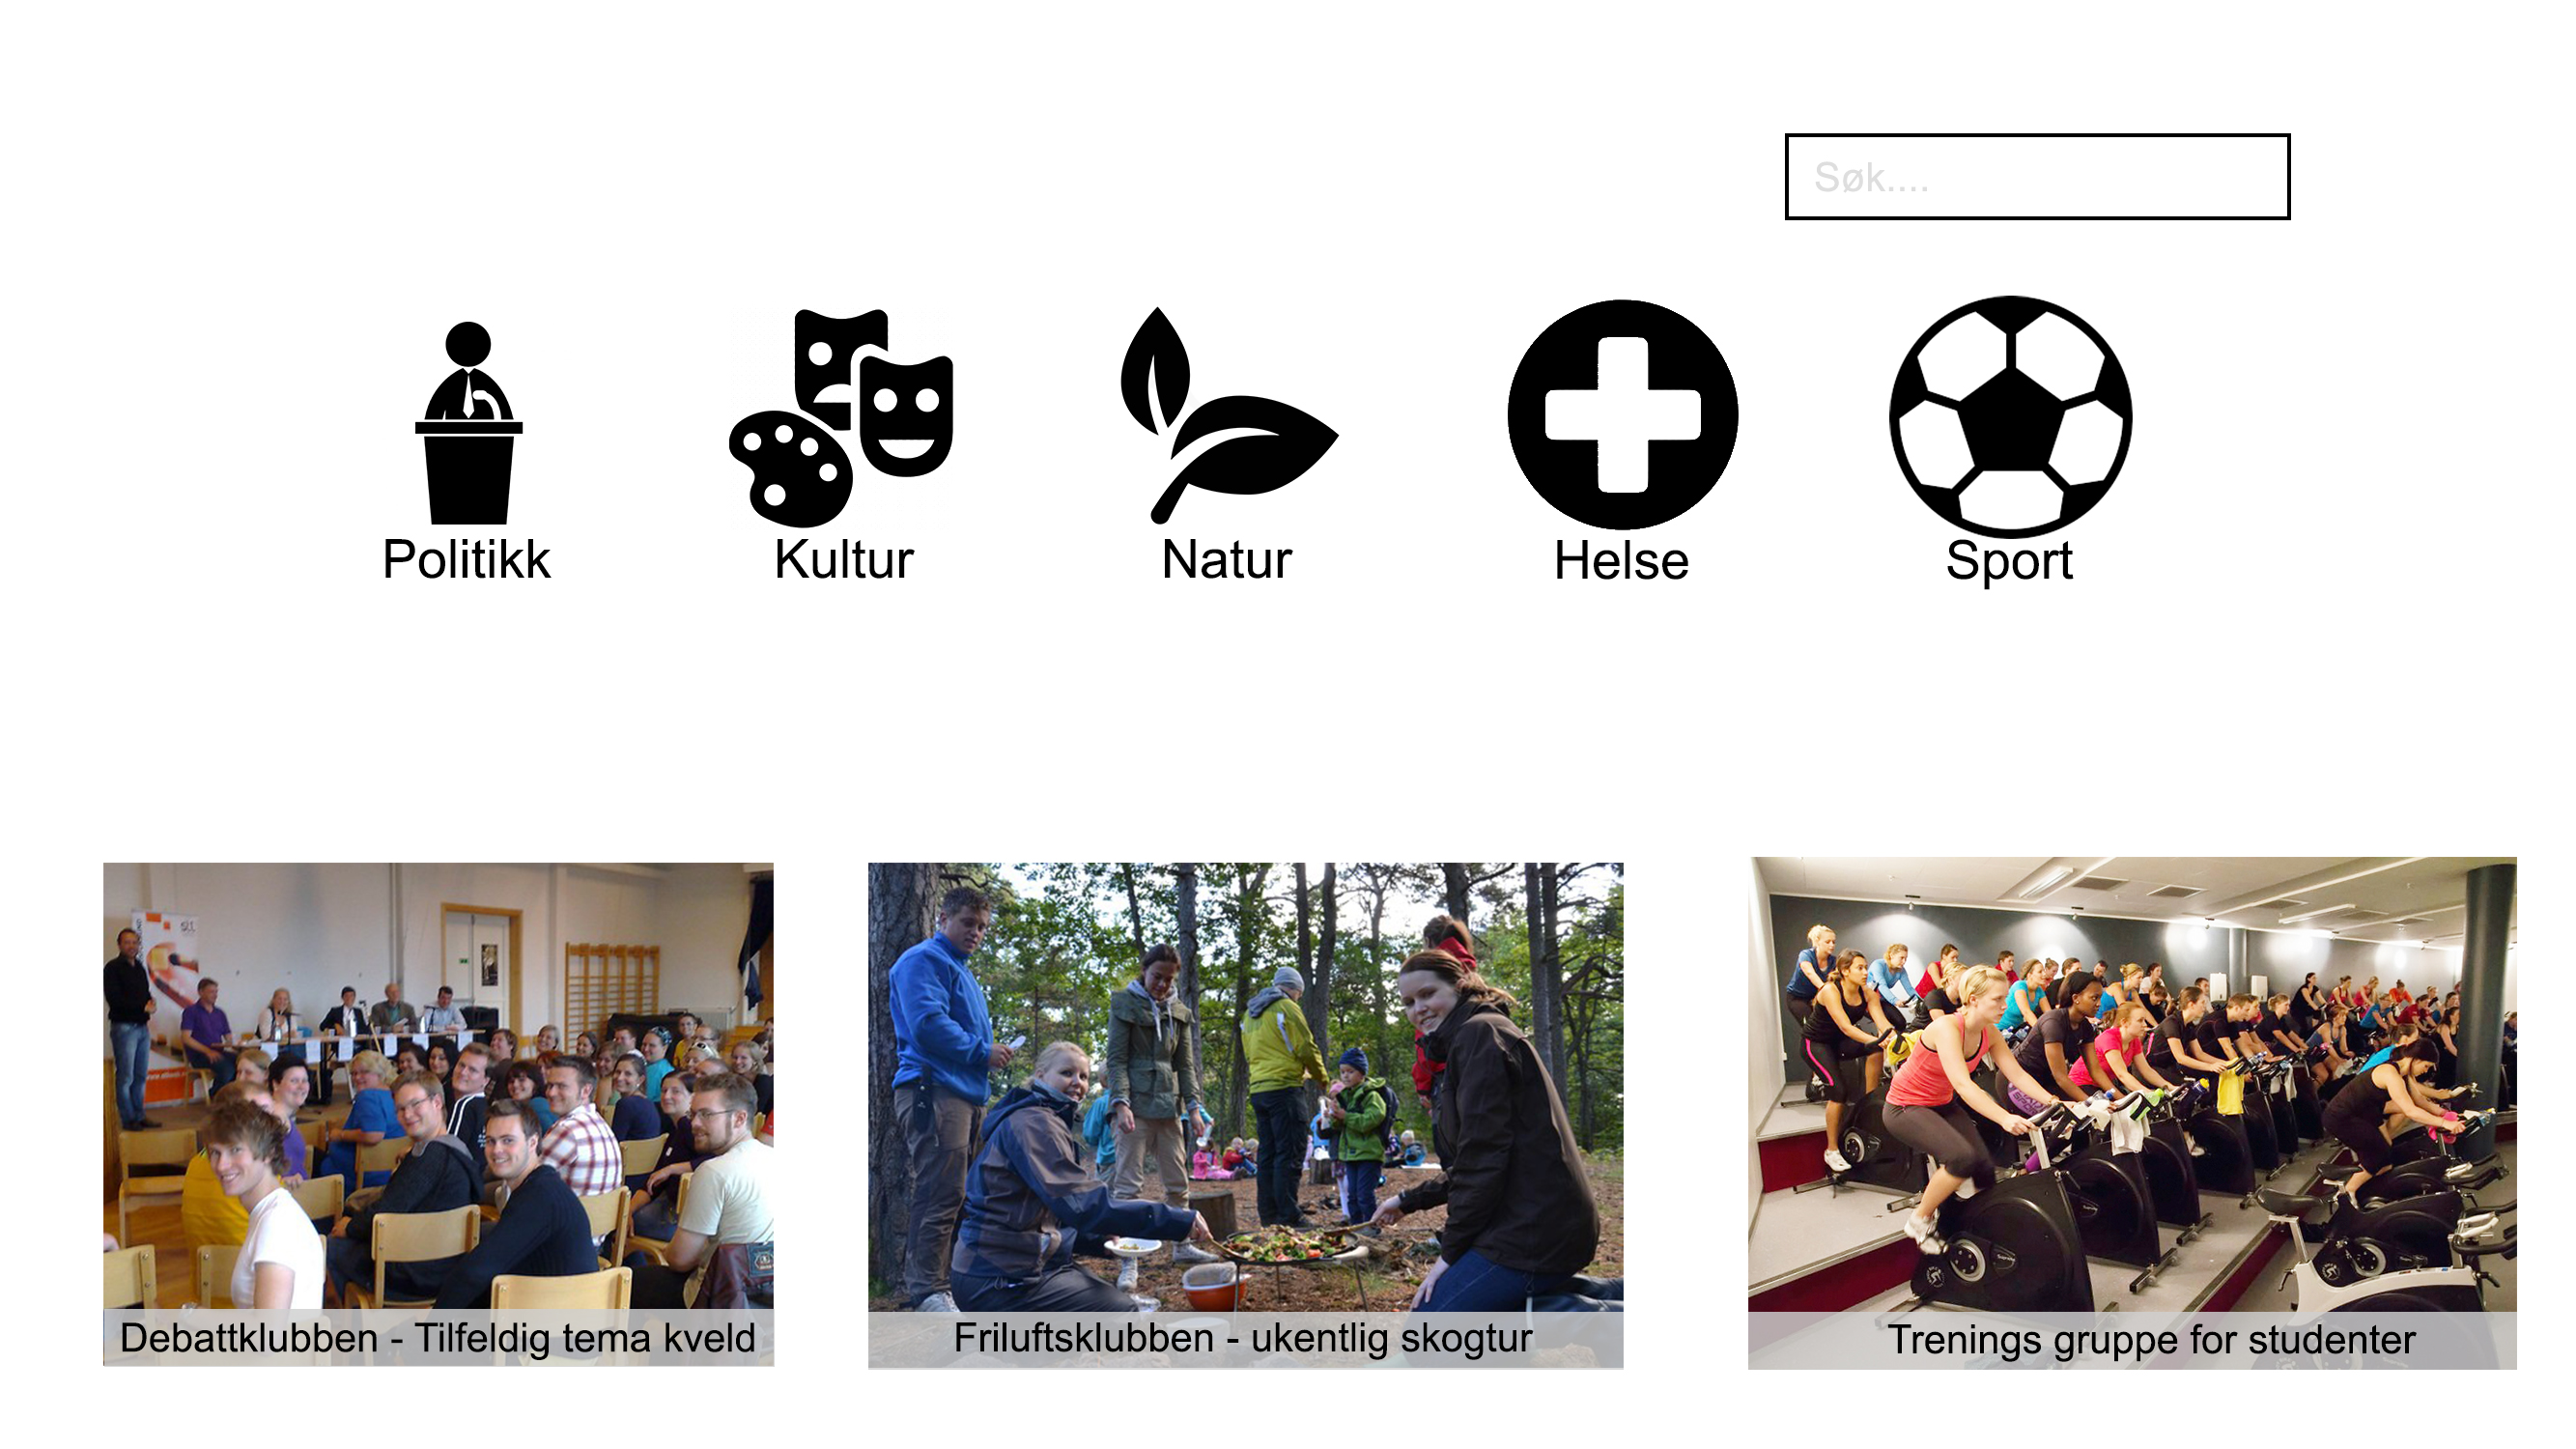 Søk....
Politikk
Kultur
Natur
Helse
Sport
Debattklubben - Tilfeldig tema kveld
Friluftsklubben - ukentlig skogtur
Trenings gruppe for studenter